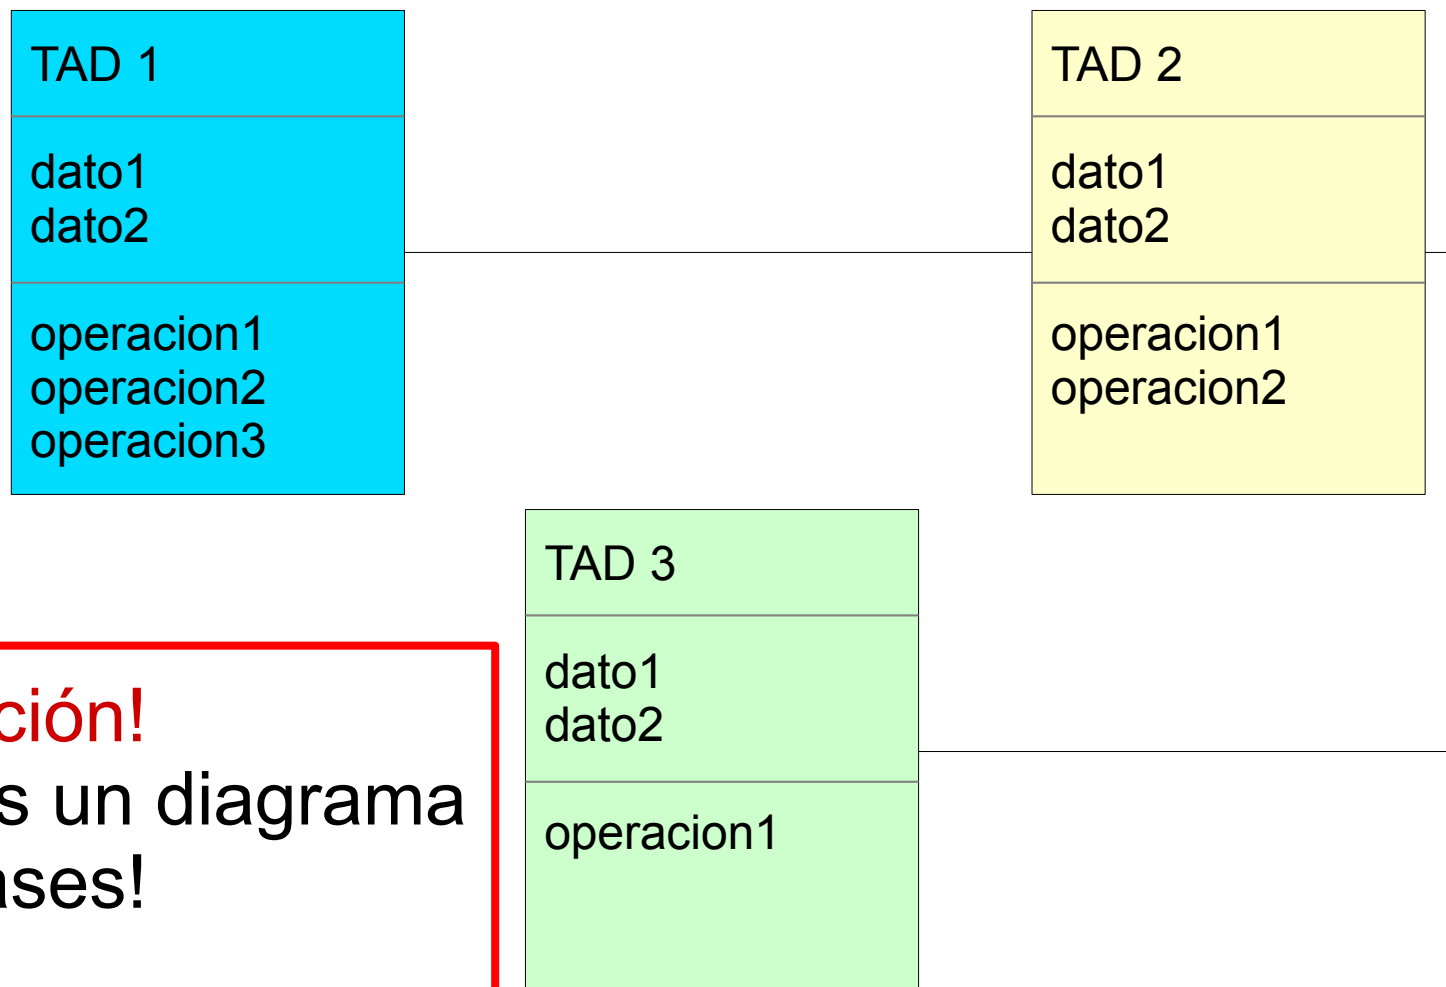 TAD 1
dato1
dato2
operacion1
operacion2
operacion3
TAD 2
dato1
dato2
operacion1
operacion2
TAD 3
dato1
dato2
operacion1
ción!
s un diagrama
ases!